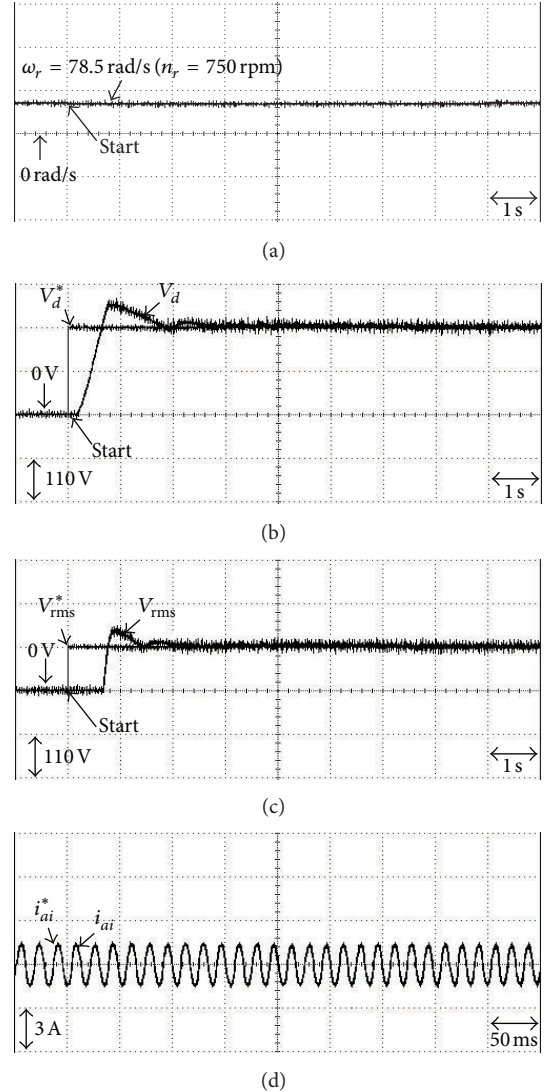 ω_r = 78.5 rad/s (n_r = 750 rpm)
Start
0 rad/s
1 s
(a)
V_d^* V_d
0 V
Start
110 V
1 s
(b)
V_rms^* V_rms
0 V
Start
110 V
1 s
(c)
i_ai^* i_ai
3 A
50 ms
(d)